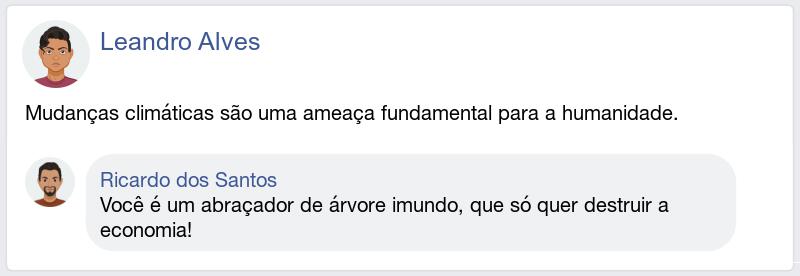 Leandro Alves
Mudanças climáticas são uma ameaça fundamental para a humanidade.
Ricardo dos Santos
Você é um abraçador de árvore imundo, que só quer destruir a
economia!